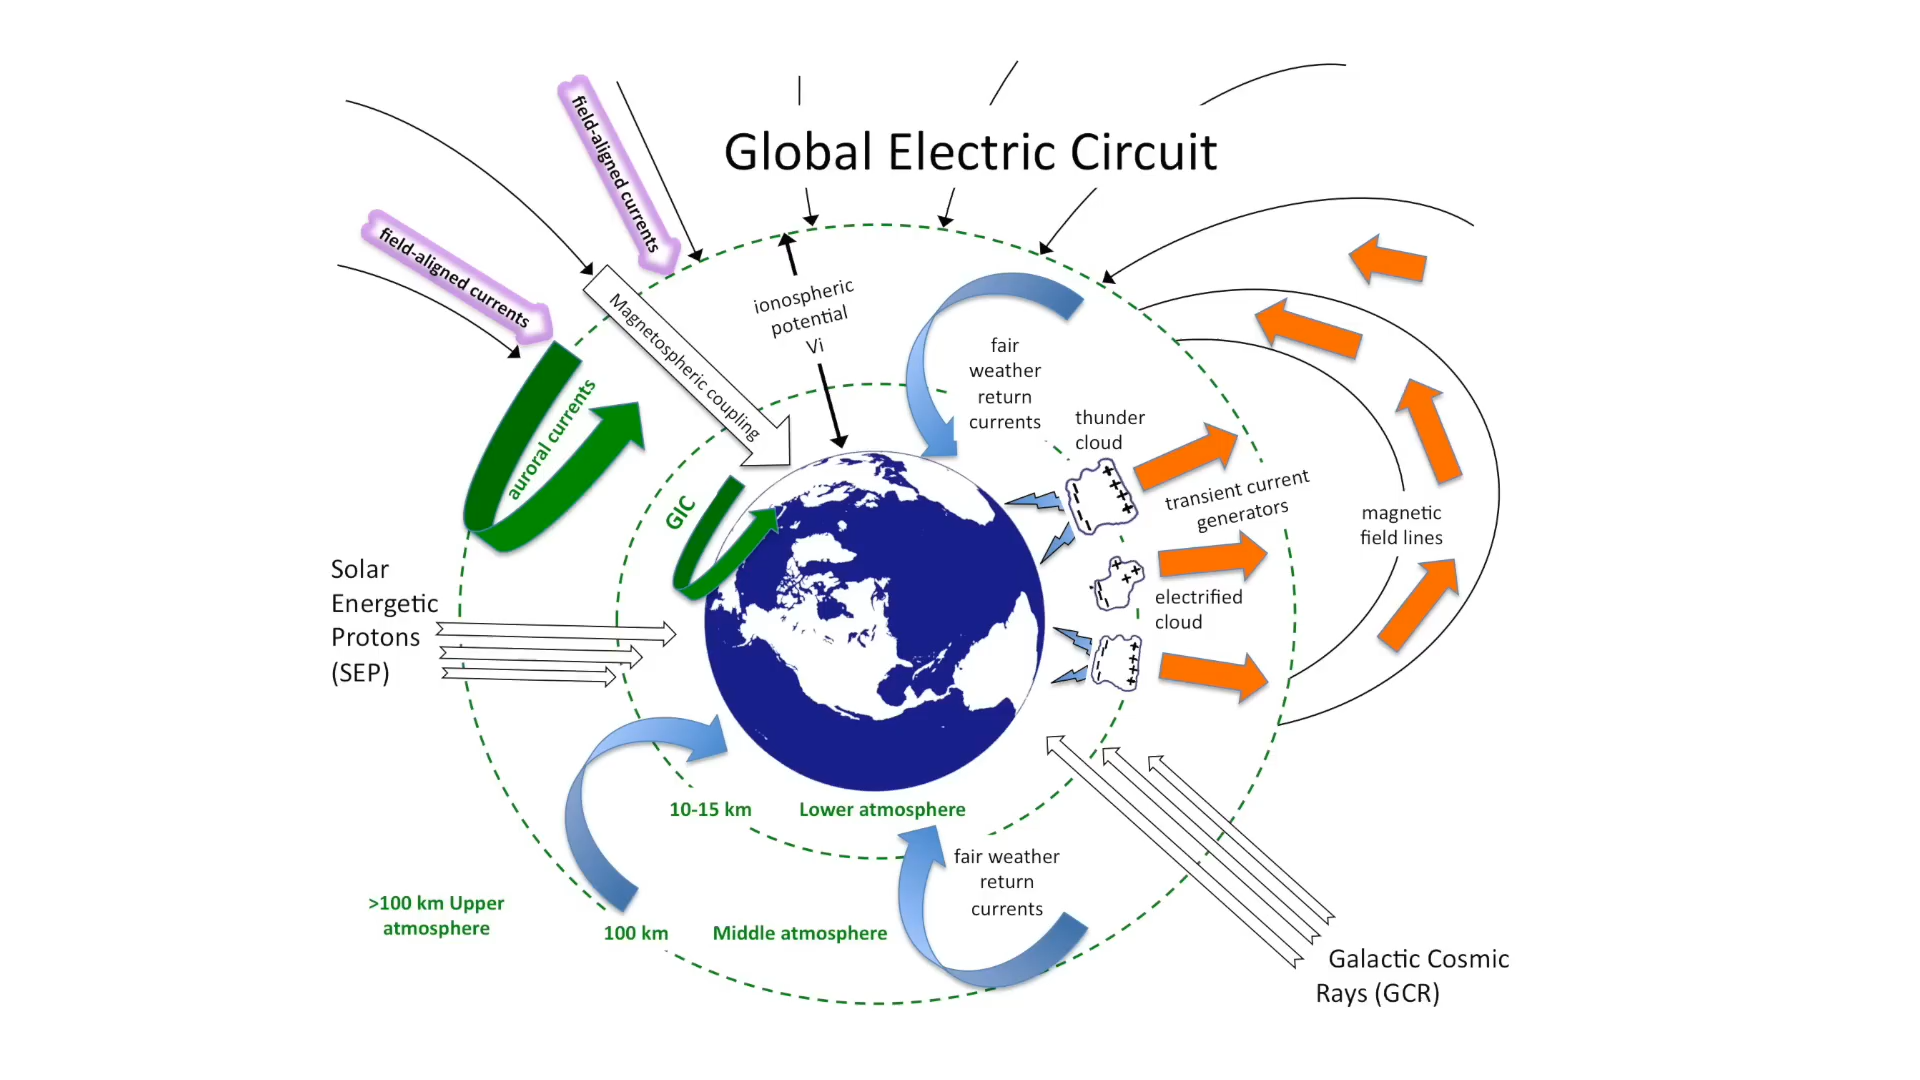 Global Electric Circuit
field-aligned currents
field-aligned currents
Magnetospheric coupling
ionospheric
potential
Vi
fair
weather
return
currents
thunder
cloud
auroral currents
GIC
transient current
generators
magnetic
field lines
Solar
Energetic
Protons
(SEP)
electrified
cloud
10-15 km
Lower atmosphere
fair weather
return
currents
>100 km Upper
atmosphere
100 km
Middle atmosphere
Galactic Cosmic
Rays (GCR)